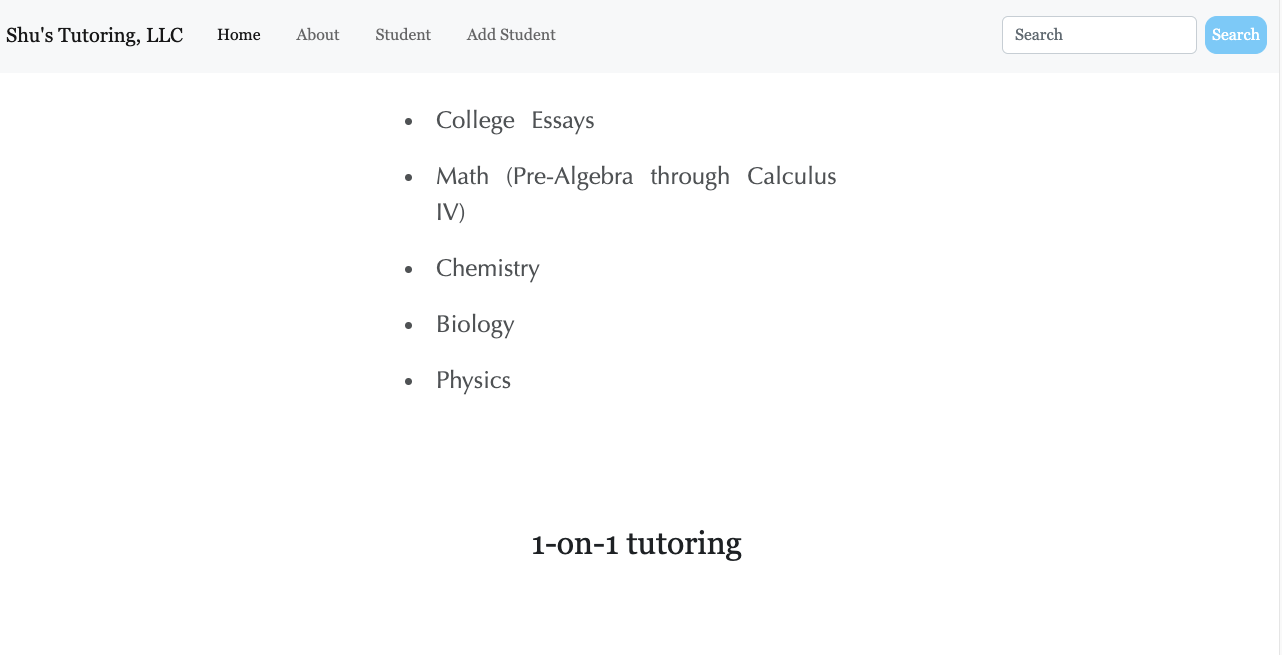 Shu's Tutoring, LLC Home About Student Add Student Search Search
• College Essays
• Math (Pre-Algebra through Calculus
IV)
• Chemistry
• Biology
• Physics
1-on-1 tutoring